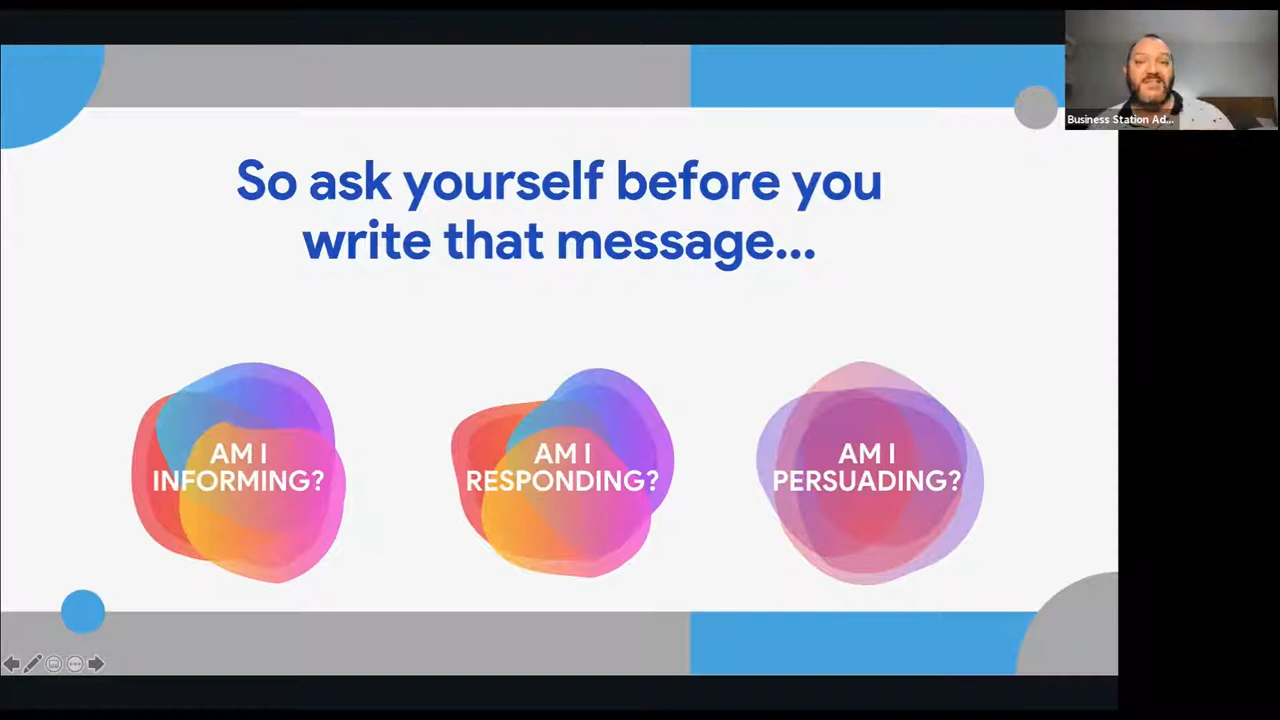 So ask yourself before you
write that message...
AM I
INFORMING?
AM I
RESPONDING?
AM I
PERSUADING?
Business Station Ad...